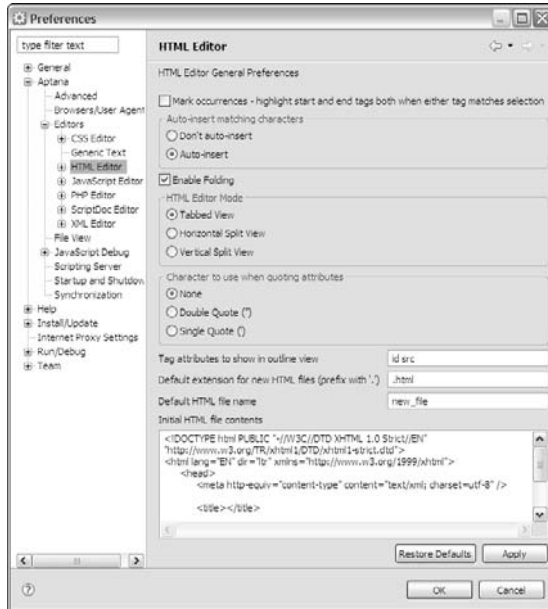 Preferences
type filter text
General
Aptana
Advanced
Browsers/User Agent
Editors
CSS Editor
Generic Text
HTML Editor
JavaScript Editor
PHP Editor
ScriptDoc Editor
XML Editor
File View
JavaScript Debug
Scripting Server
Startup and Shutdow
Synchronization
Help
Install/Update
Internet Proxy Settings
Run/Debug
Team
HTML Editor
HTML Editor General Preferences
Mark occurrences - highlight start and end tags both when either tag matches selection
Auto-insert matching characters
Don't auto-insert
Auto-insert
Enable Folding
HTML Editor Mode
Tabbed View
Horizontal Split View
Vertical Split View
Character to use when quoting attributes
None
Double Quote (")
Single Quote (')
Tag attributes to show in outline view
id src
Default extension for new HTML files (prefix with '.')
.html
Default HTML file name
new_file
Initial HTML file contents
<!DOCTYPE html PUBLIC "-//W3C//DTD XHTML 1.0 Strict//EN"
"http://www.w3.org/TR/xhtml1/DTD/xhtml1-strict.dtd">
<html lang="EN" dir="ltr" xmlns="http://www.w3.org/1999/xhtml">
<head>
<meta http-equiv="content-type" content="text/xml; charset=utf-8" />
<title></title>
Restore Defaults
Apply
?
OK
Cancel